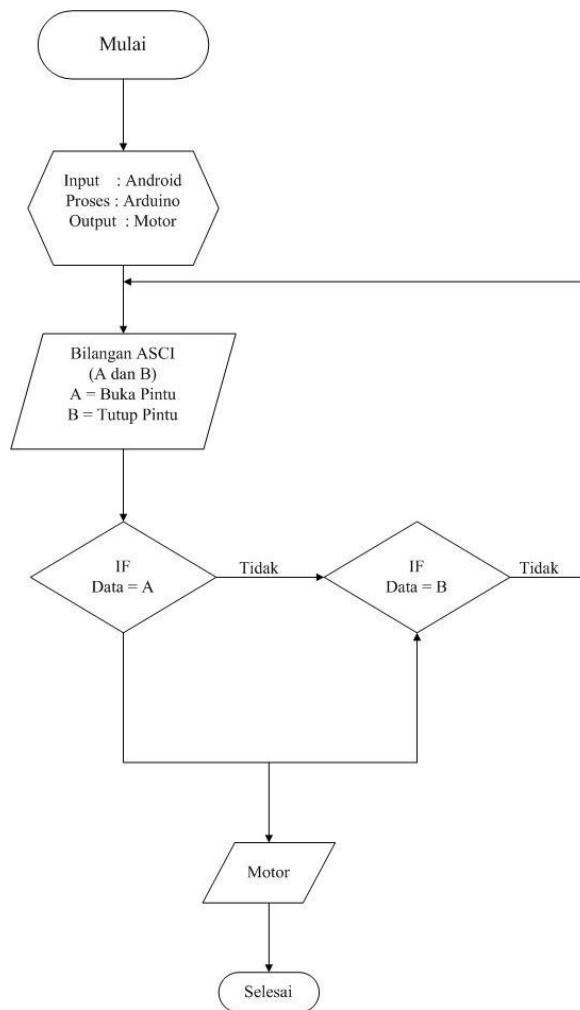 Mulai
Input : Android
Proses : Arduino
Output : Motor
Bilangan ASCI
(A dan B)
A = Buka Pintu
B = Tutup Pintu
IF
Data = A
Tidak
IF
Data = B
Tidak
Motor
Selesai